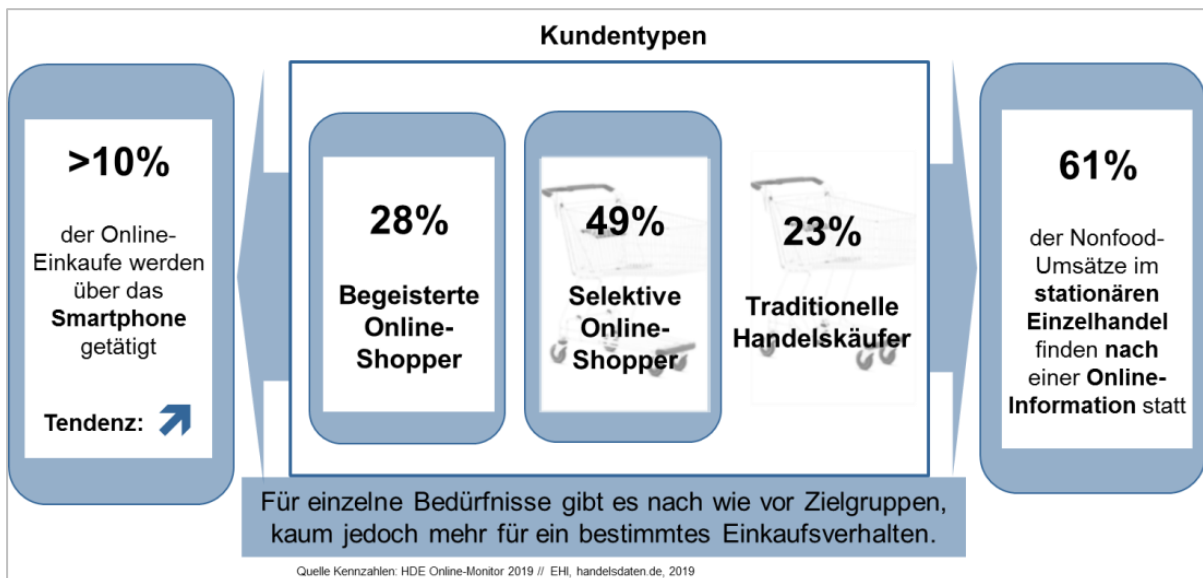 Kundentypen
>10%
der Online-
Einkaufe werden
über das
Smartphone
getätigt
Tendenz:
28%
Begeisterte
Online-
Shopper
49%
Selektive
Online-
Shopper
23%
Traditionelle
Handelskäufer
61%
der Nonfood-
Umsätze im
stationären
Einzelhandel
finden nach
einer Online-
Information statt
Für einzelne Bedürfnisse gibt es nach wie vor Zielgruppen,
kaum jedoch mehr für ein bestimmtes Einkaufsverhalten.
Quelle Kennzahlen: HDE Online-Monitor 2019 // EHI, handelsdaten.de, 2019